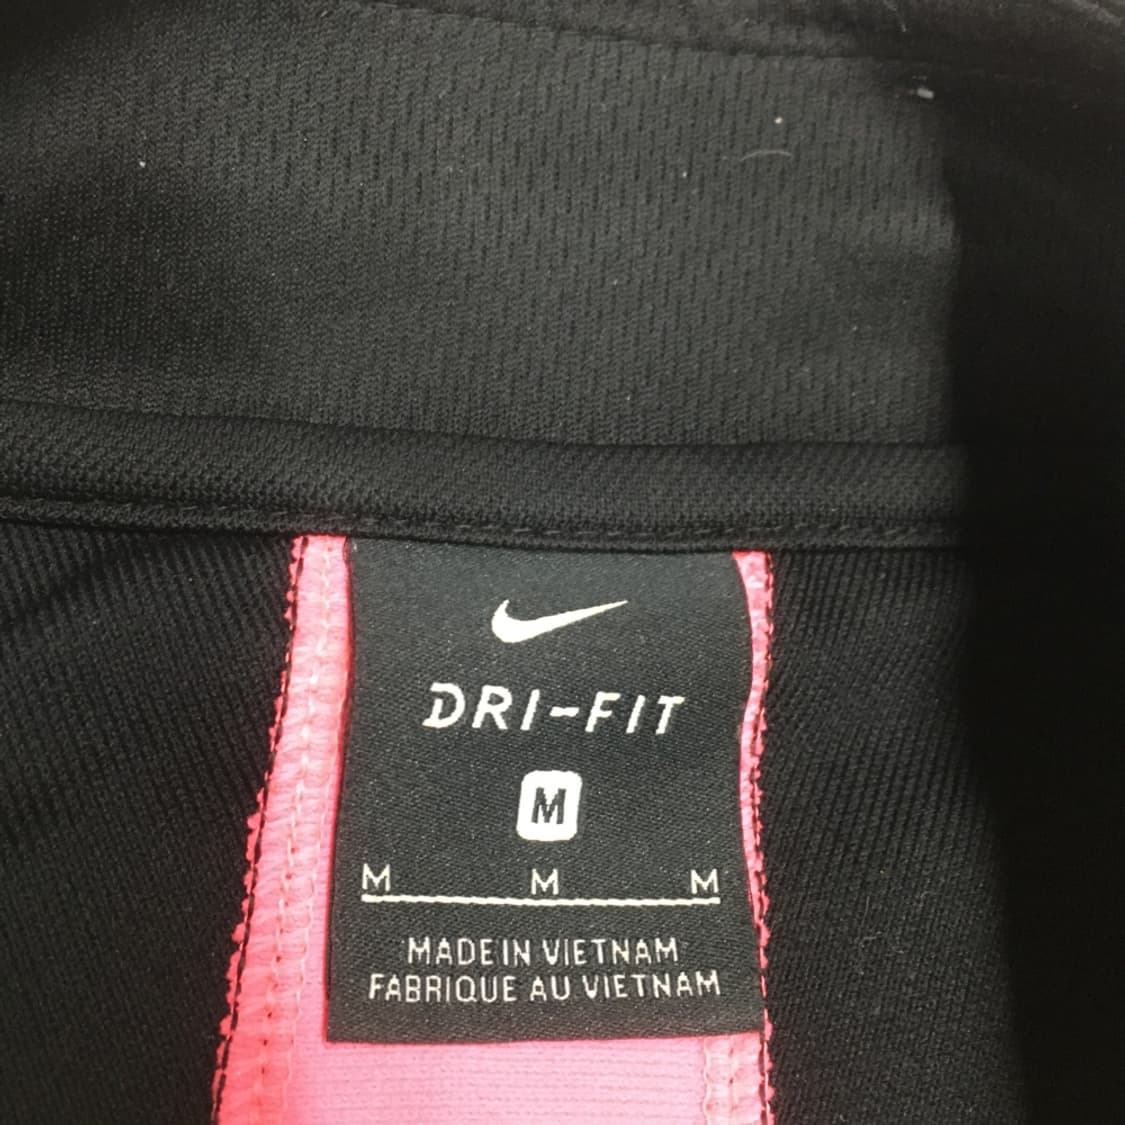 DRI-FIT
M
M M M
MADE IN VIETNAM
FABRIQUE AU VIETNAM